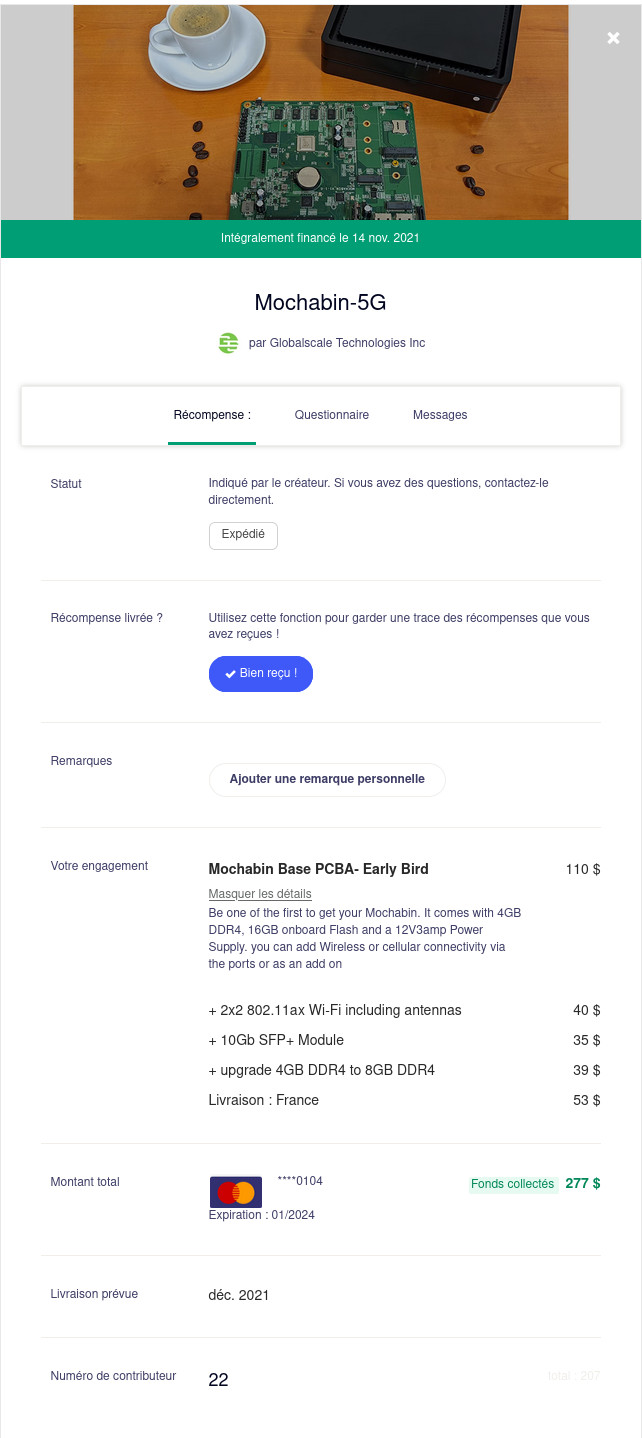 Intégralement financé le 14 nov. 2021
Mochabin-5G
par Globalscale Technologies Inc
Récompense :
Questionnaire
Messages
Statut
Indiqué par le créateur. Si vous avez des questions, contactez-le
directement.
Expédié
Récompense livrée ?
Utilisez cette fonction pour garder une trace des récompenses que vous
avez reçues !
Bien reçu !
Remarques
Ajouter une remarque personnelle
Votre engagement
Mochabin Base PCBA- Early Bird 110 $
Masquer les détails
Be one of the first to get your Mochabin. It comes with 4GB
DDR4, 16GB onboard Flash and a 12V3amp Power
Supply. you can add Wireless or cellular connectivity via
the ports or as an add on
+ 2x2 802.11ax Wi-Fi including antennas 40 $
+ 10Gb SFP+ Module 35 $
+ upgrade 4GB DDR4 to 8GB DDR4 39 $
Livraison : France 53 $
Montant total
****0104
Fonds collectés 277 $
Expiration : 01/2024
Livraison prévue
déc. 2021
Numéro de contributeur
22
total : 207